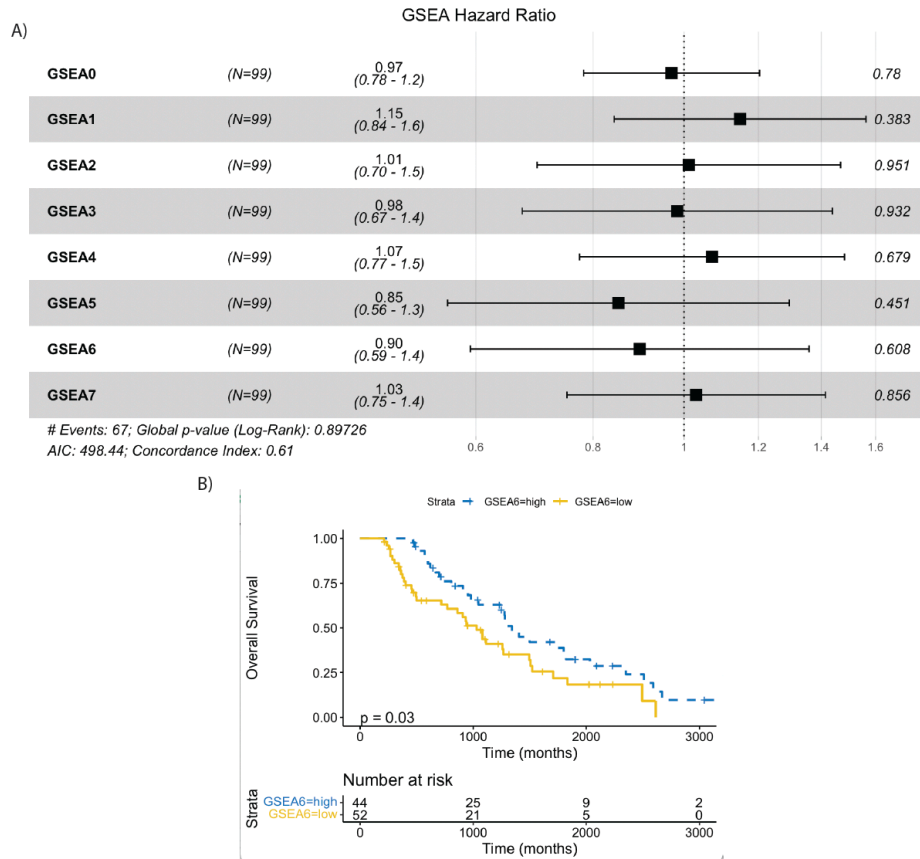 GSEA Hazard Ratio
A)
GSEA0 (N=99) 0.97 (0.78 - 1.2) 0.78
GSEA1 (N=99) 1.15 (0.84 - 1.6) 0.383
GSEA2 (N=99) 1.01 (0.70 - 1.5) 0.951
GSEA3 (N=99) 0.98 (0.67 - 1.4) 0.932
GSEA4 (N=99) 1.07 (0.77 - 1.5) 0.679
GSEA5 (N=99) 0.85 (0.56 - 1.3) 0.451
GSEA6 (N=99) 0.90 (0.59 - 1.4) 0.608
GSEA7 (N=99) 1.03 (0.75 - 1.4) 0.856
# Events: 67; Global p-value (Log-Rank): 0.89726
AIC: 498.44; Concordance Index: 0.61
0.6 0.8 1 1.2 1.4 1.6
B)
Strata GSEA6=high GSEA6=low
Overall Survival
1.00
0.75
0.50
0.25
0.00
p = 0.03
0 1000 2000 3000
Time (months)
Number at risk
Strata
GSEA6=high 44 25 9 2
GSEA6=low 52 21 5 0
0 1000 2000 3000
Time (months)